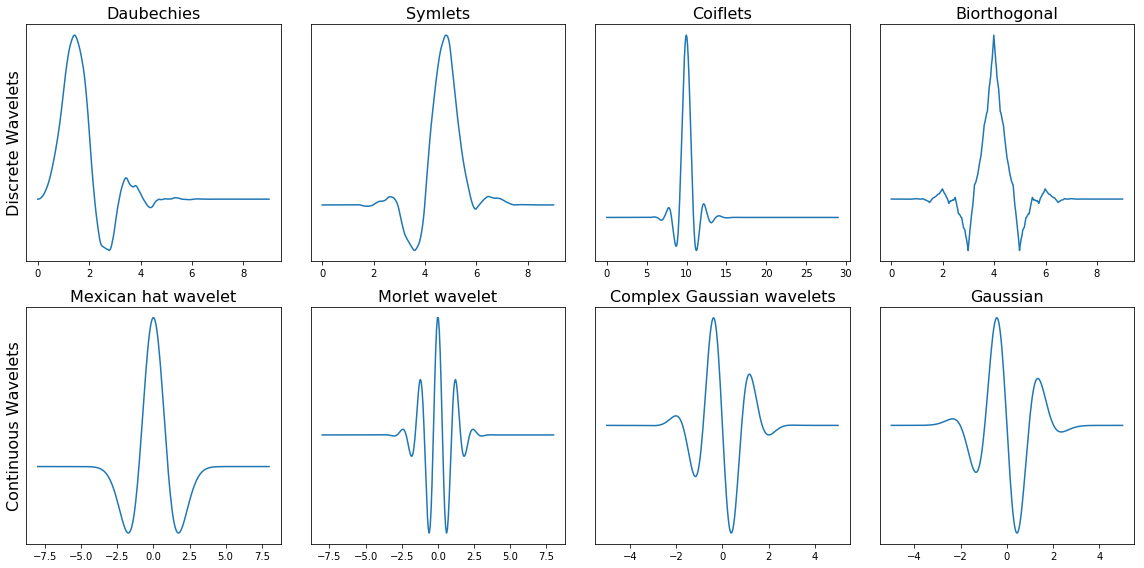 Daubechies Symlets Coiflets Biorthogonal
Discrete Wavelets
0 2 4 6 8 0 2 4 6 8 0 5 10 15 20 25 30 0 2 4 6 8
Mexican hat wavelet Morlet wavelet Complex Gaussian wavelets Gaussian
Continuous Wavelets
−7.5 −5.0 −2.5 0.0 2.5 5.0 7.5 −7.5 −5.0 −2.5 0.0 2.5 5.0 7.5 −4 −2 0 2 4 −4 −2 0 2 4